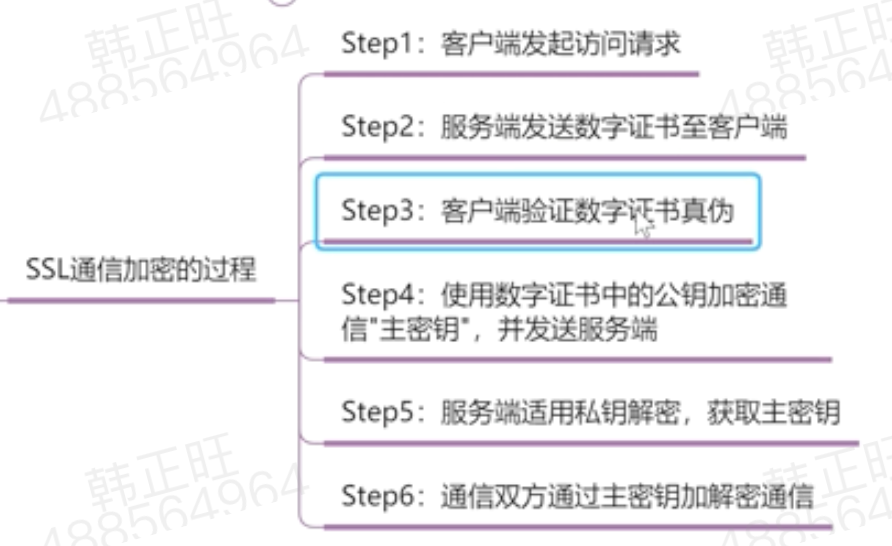 韩正旺
488564964
韩正旺
488564
Step1：客户端发起访问请求
Step2：服务端发送数字证书至客户端
Step3：客户端验证数字证书真伪
SSL通信加密的过程
Step4：使用数字证书中的公钥加密通
信"主密钥"，并发送服务端
Step5：服务端适用私钥解密，获取主密钥
Step6：通信双方通过主密钥加解密通信
韩正旺
488564964
韩正旺
488564